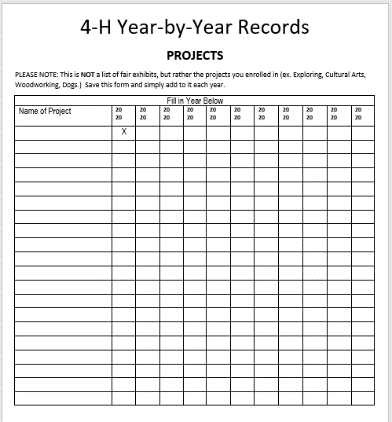 4-H Year-by-Year Records
PROJECTS
PLEASE NOTE: This is NOT a list of fair exhibits, but rather the projects you enrolled in (ex. Exploring, Cultural Arts,
Woodworking, Dogs.) Save this form and simply add to it each year.
Fill in Year Below
Name of Project 20 20 20 20 20 20 20 20 20 20 20
20 20 20 20 20 20 20 20 20 20 20
X